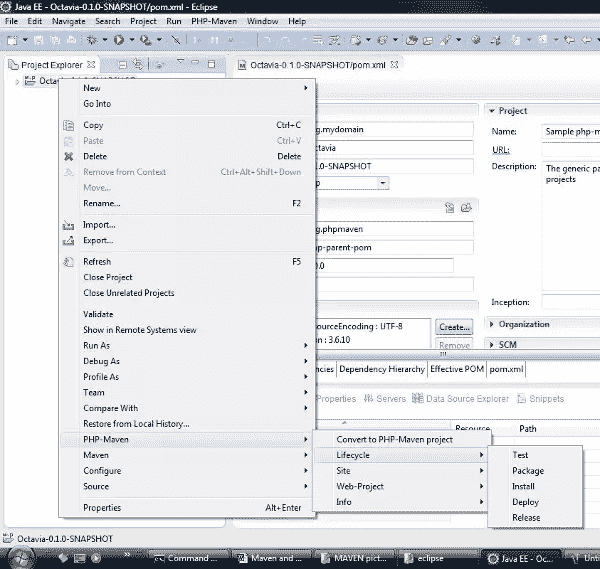 Java EE - Octavia-0.1.0-SNAPSHOT/pom.xml - Eclipse
File Edit Navigate Search Project Run PHP-Maven Window Help
Project Explorer
Octavia-0.1.0-SNAPSHOT/pom.xml
New
Go Into
Copy Ctrl+C
Paste Ctrl+V
Delete Delete
Remove from Context Ctrl+Alt+Shift+Down
Move...
Rename... F2
Import...
Export...
Refresh F5
Close Project
Close Unrelated Projects
Validate
Show in Remote Systems view
Run As
Debug As
Profile As
Team
Compare With
Restore from Local History...
PHP-Maven
Maven
Configure
Source
Properties Alt+Enter
Convert to PHP-Maven project
Lifecycle
Site
Web-Project
Info
Test
Package
Install
Deploy
Release
g.mydomain
ctavia
1.0-SNAPSHOT
p
g.phpmaven
p-parent-pom
0.0
ourceEncoding : UTF-8
n : 3.6.10
Create...
Remove
Project
Name: Sample php-m
URL:
Description: The generic pa
projects
Inception:
Organization
SCM
ncies Dependency Hierarchy Effective POM pom.xml
Properties Servers Data Source Explorer Snippets
Resource Path
Octavia-0.1.0-SNAPSHOT
Command ... Maven and ... MAVEN pict... eclipse Java EE - Oc... Unti